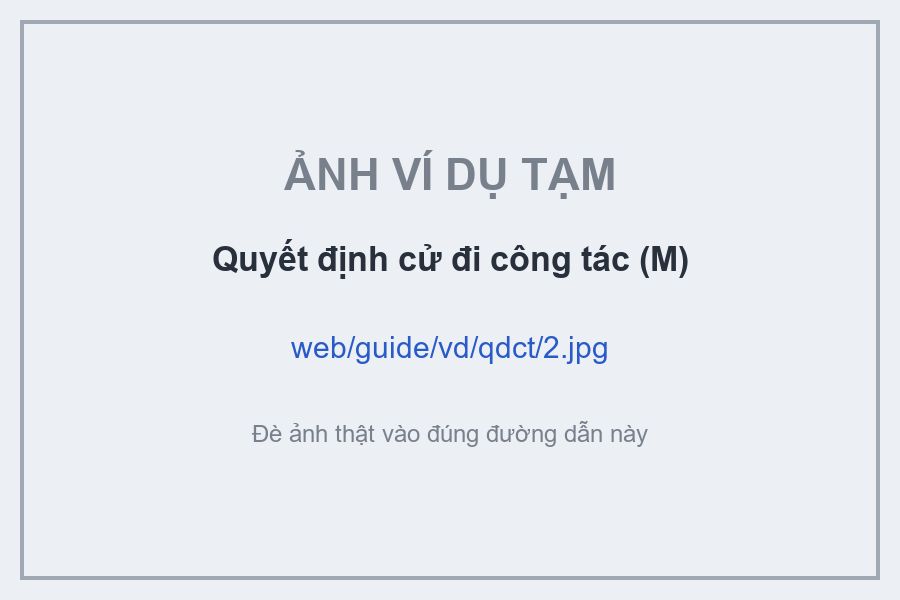 ẢNH VÍ DỤ TẠM
Quyết định cử đi công tác (M)
web/guide/vd/qdct/2.jpg
Đè ảnh thật vào đúng đường dẫn này